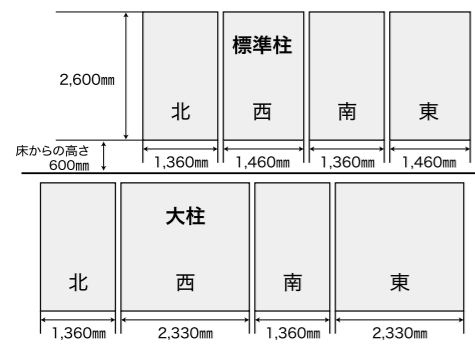 標準柱
2,600㎜
北
西
南
東
床からの高さ
600㎜
1,360㎜
1,460㎜
1,360㎜
1,460㎜
大柱
北
西
南
東
1,360㎜
2,330㎜
1,360㎜
2,330㎜